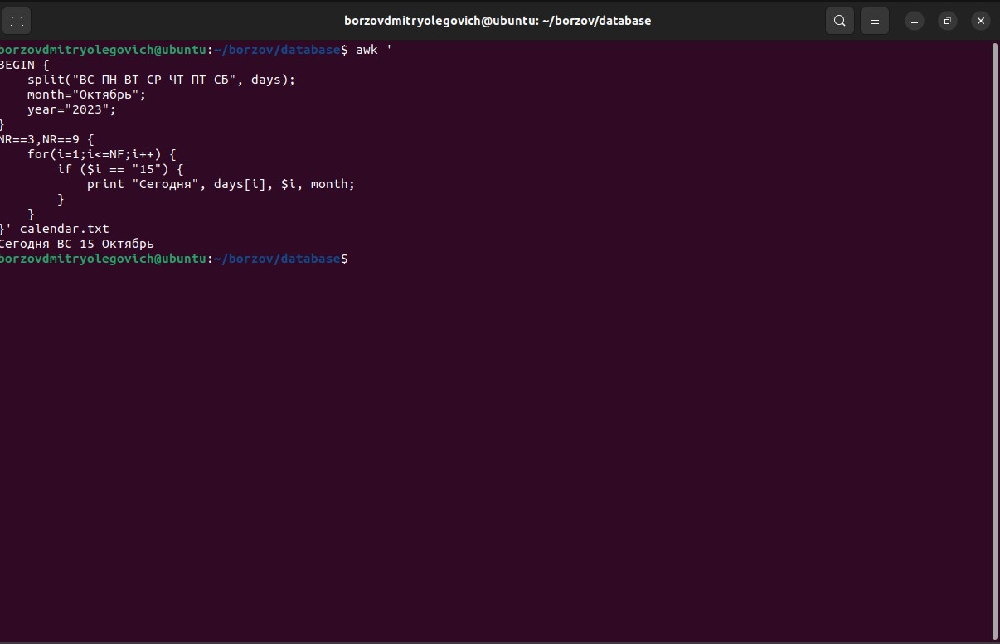 borzovdmitryolegovich@ubuntu: ~/borzov/database
borzovdmitryolegovich@ubuntu:~/borzov/database$ awk '
BEGIN {
    split("ВС ПН ВТ СР ЧТ ПТ СБ", days);
    month="Октябрь";
    year="2023";
}
NR==3,NR==9 {
    for(i=1;i<=NF;i++) {
        if ($i == "15") {
            print "Сегодня", days[i], $i, month;
        }
    }
}' calendar.txt
Сегодня ВС 15 Октябрь
borzovdmitryolegovich@ubuntu:~/borzov/database$